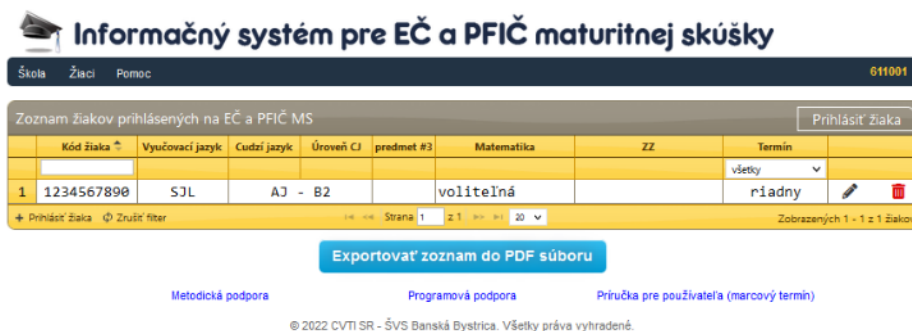 Informačný systém pre EČ a PFIČ maturitnej skúšky
Škola Žiaci Pomoc 611001
Zoznam žiakov prihlásených na EČ a PFIČ MS Prihlásiť žiaka
Kód žiaka Vyučovací jazyk Cudzí jazyk Úroveň CJ predmet #3 Matematika ZZ Termín
všetky
1 1234567890 SJL AJ - B2 voliteľná riadny
+ Prihlásiť žiaka Zrušiť filter Strana 1 z 1 20 Zobrazených 1 - 1 z 1 žiakov
Exportovať zoznam do PDF súboru
Metodická podpora Programová podpora Príručka pre používateľa (marcový termín)
© 2022 CVTI SR - ŠVS Banská Bystrica. Všetky práva vyhradené.